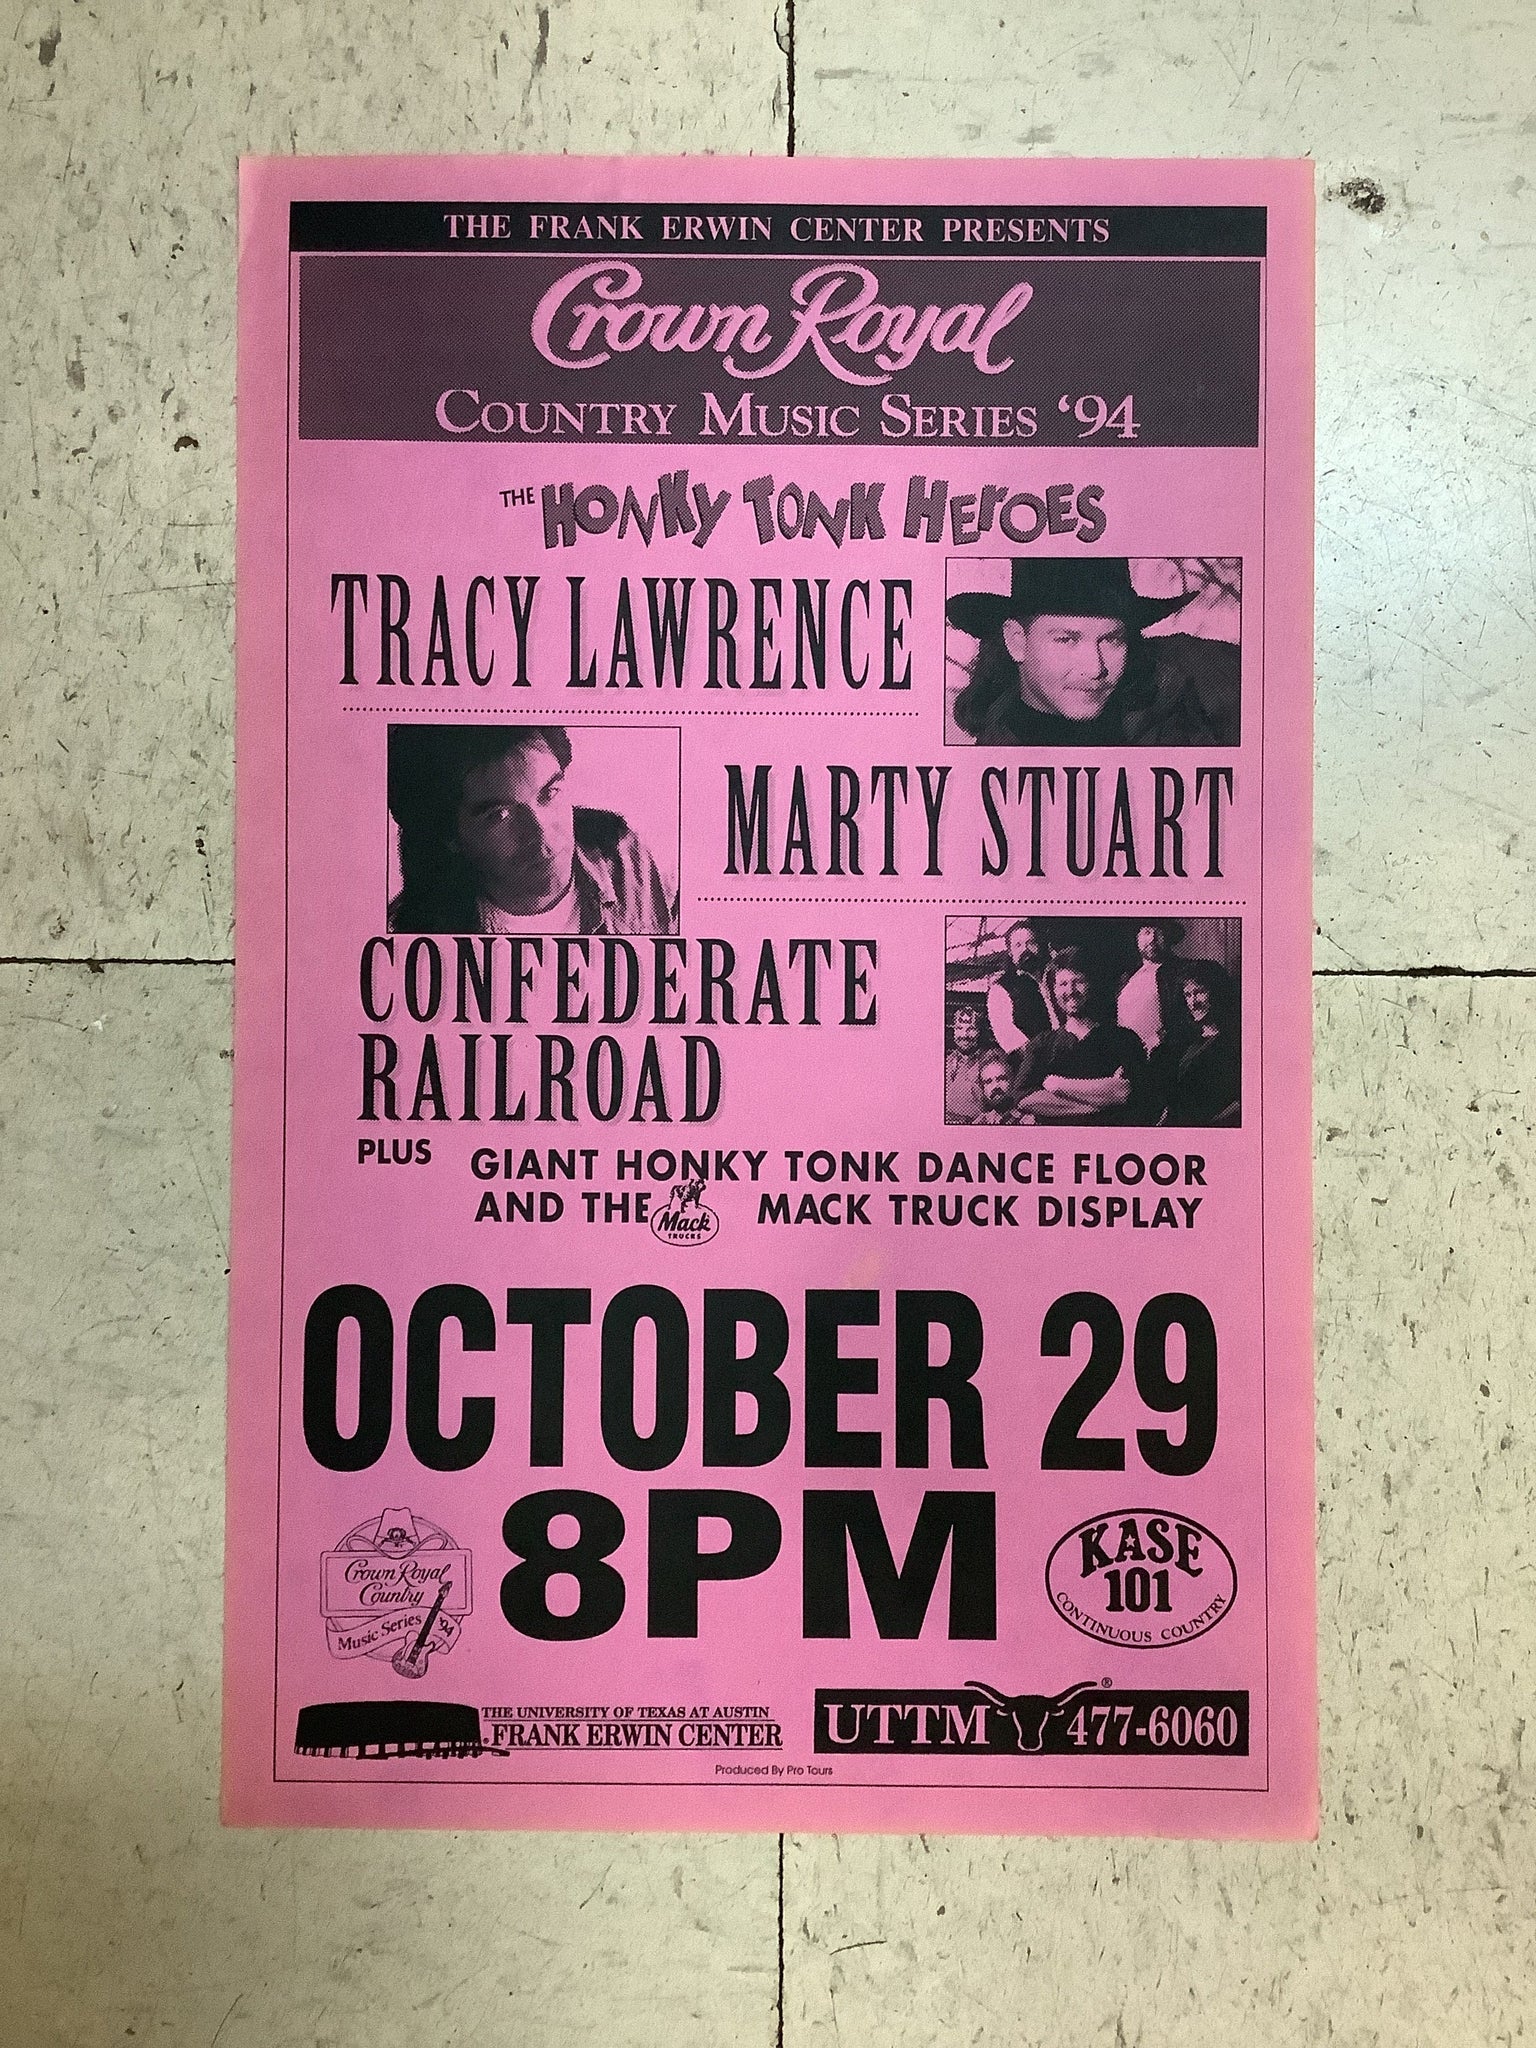 THE FRANK ERWIN CENTER PRESENTS
Crown Royal
COUNTRY MUSIC SERIES ‘94
THE HONKY TONK HEROES
TRACY LAWRENCE
MARTY STUART
CONFEDERATE
RAILROAD
PLUS GIANT HONKY TONK DANCE FLOOR
AND THE Mack TRUCKS MACK TRUCK DISPLAY
OCTOBER 29
8PM
Crown Royal
Country
Music Series '94
KASE
101
CONTINUOUS COUNTRY
THE UNIVERSITY OF TEXAS AT AUSTIN
FRANK ERWIN CENTER
UTTM 477-6060
®
Produced By Pro Tours